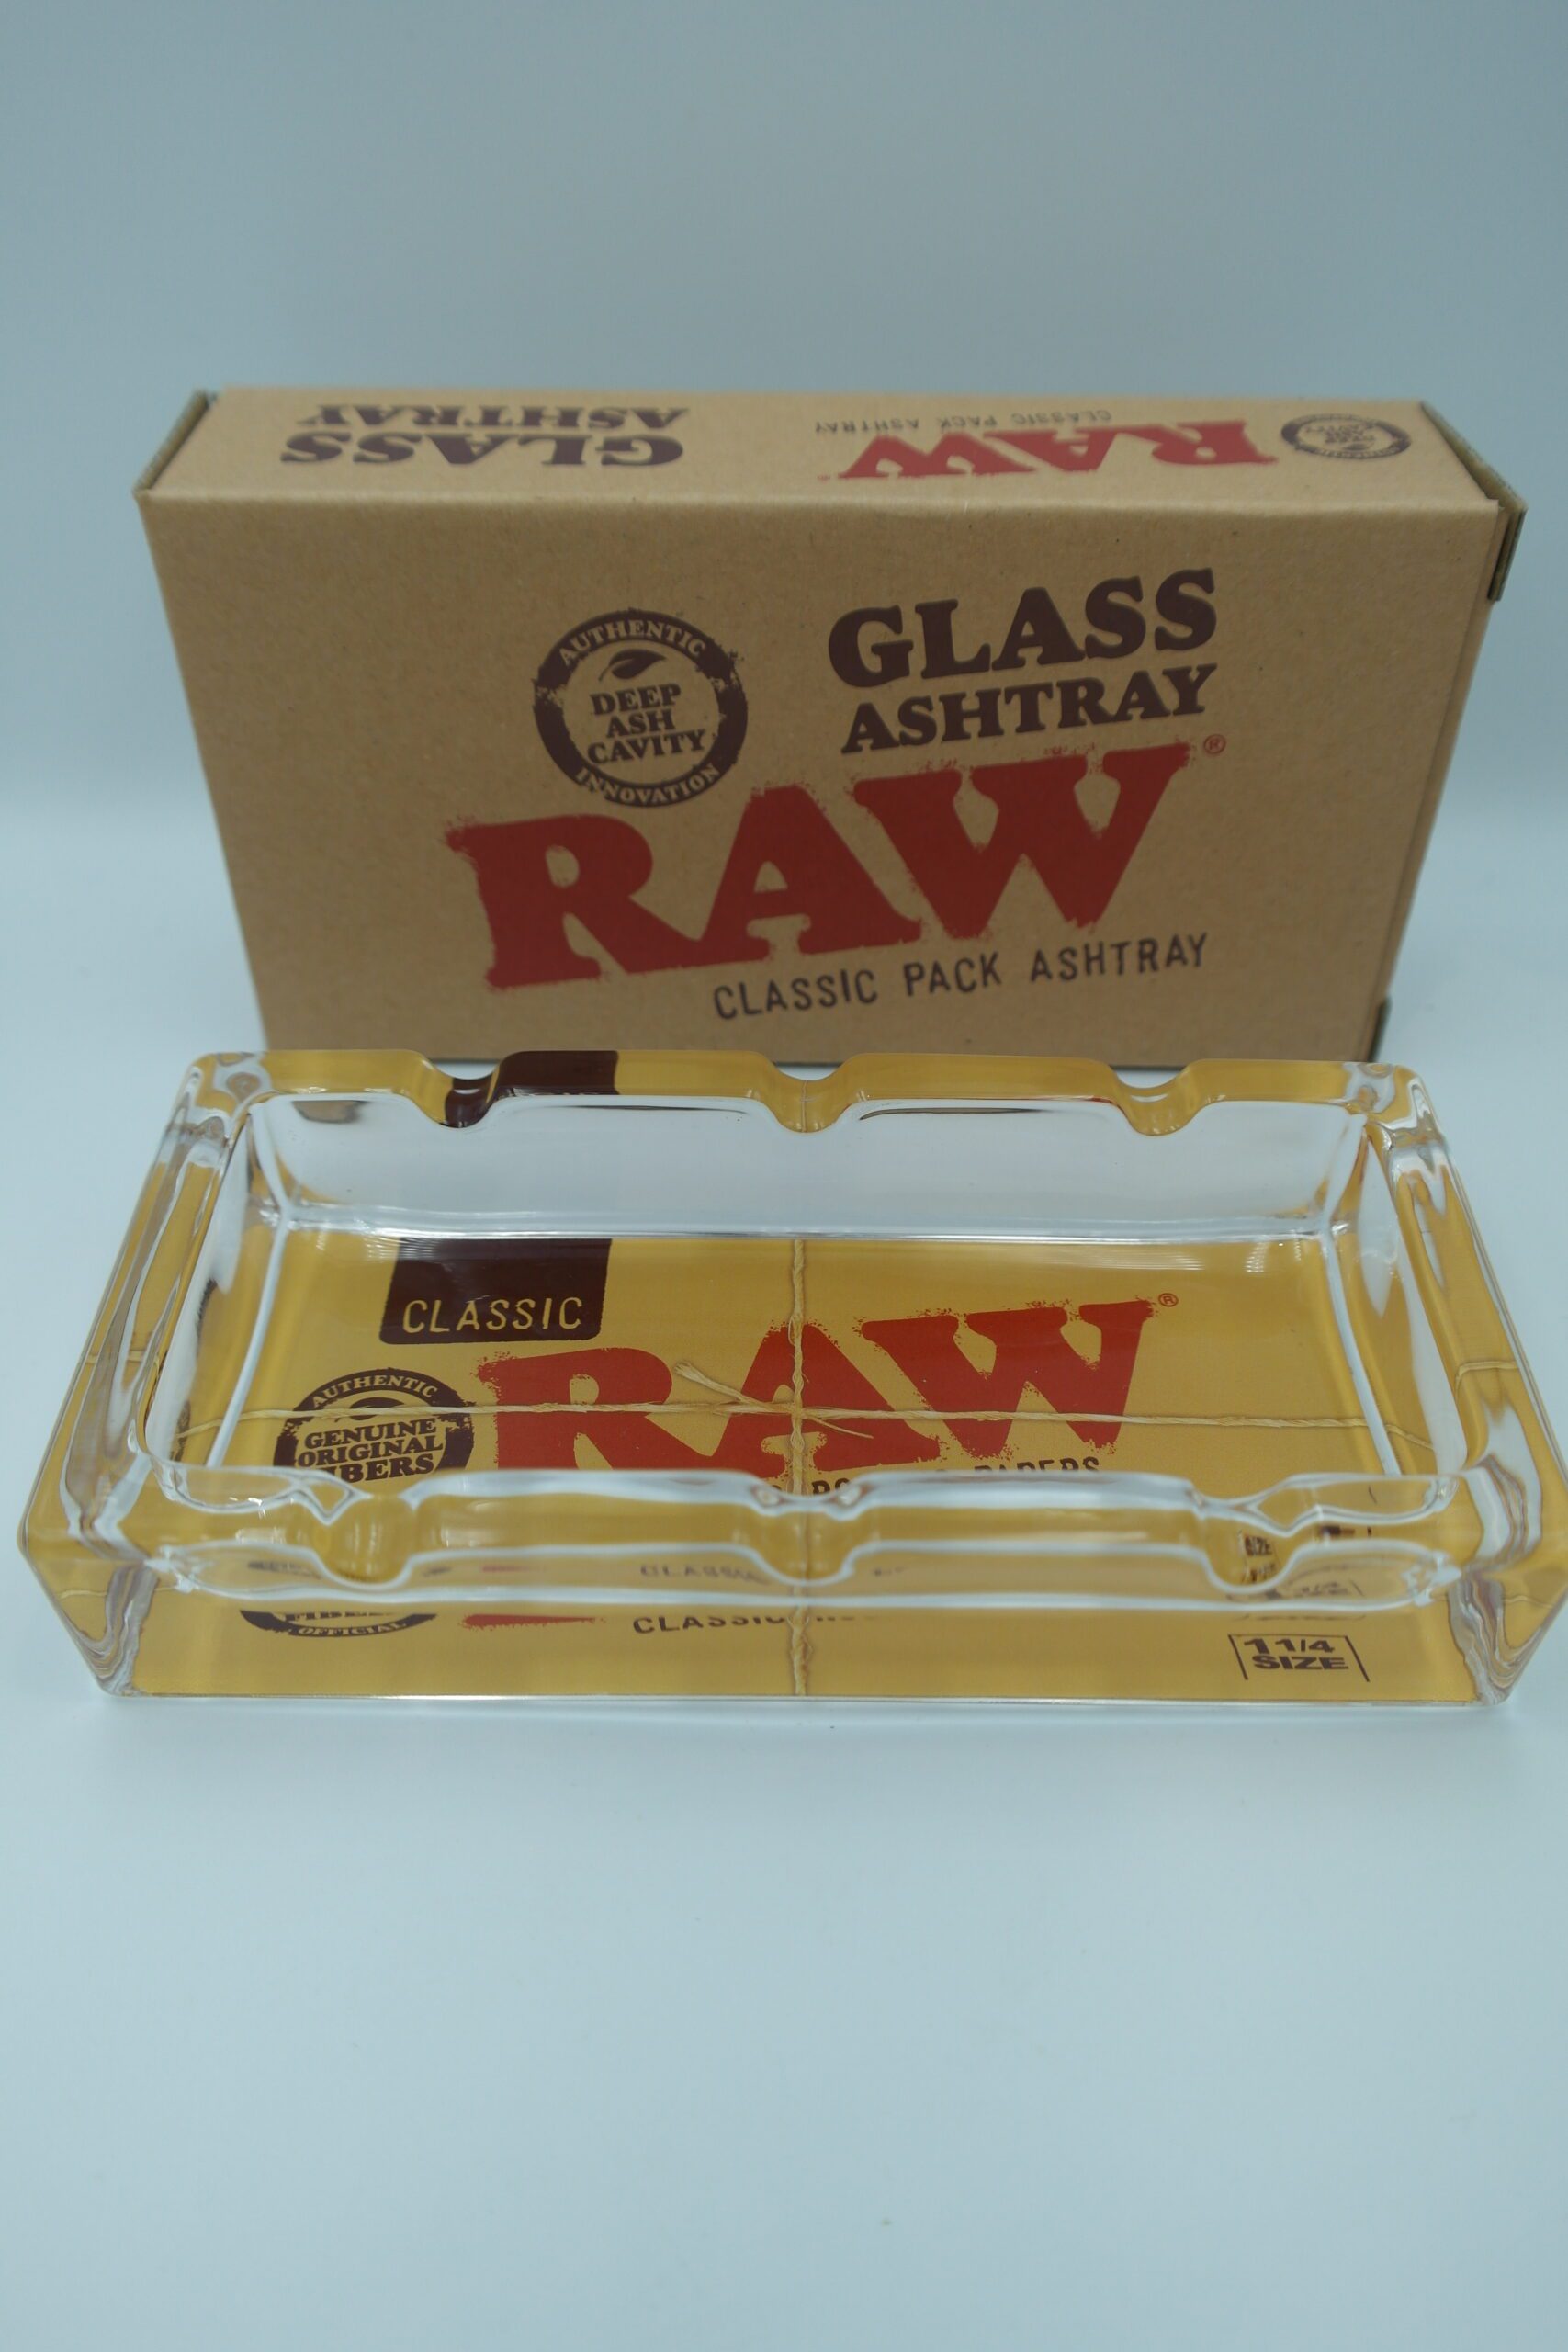 GLASS
ASHTRAY
RAW
CLASSIC PACK ASHTRAY
AUTHENTIC
DEEP
ASH
CAVITY
INNOVATION
GLASS
ASHTRAY
RAW®
CLASSIC PACK ASHTRAY
CLASSIC
RAW®
AUTHENTIC
GENUINE
ORIGINAL
PAPERS
OFFICIAL
CLASSIC
1 1/4
SIZE